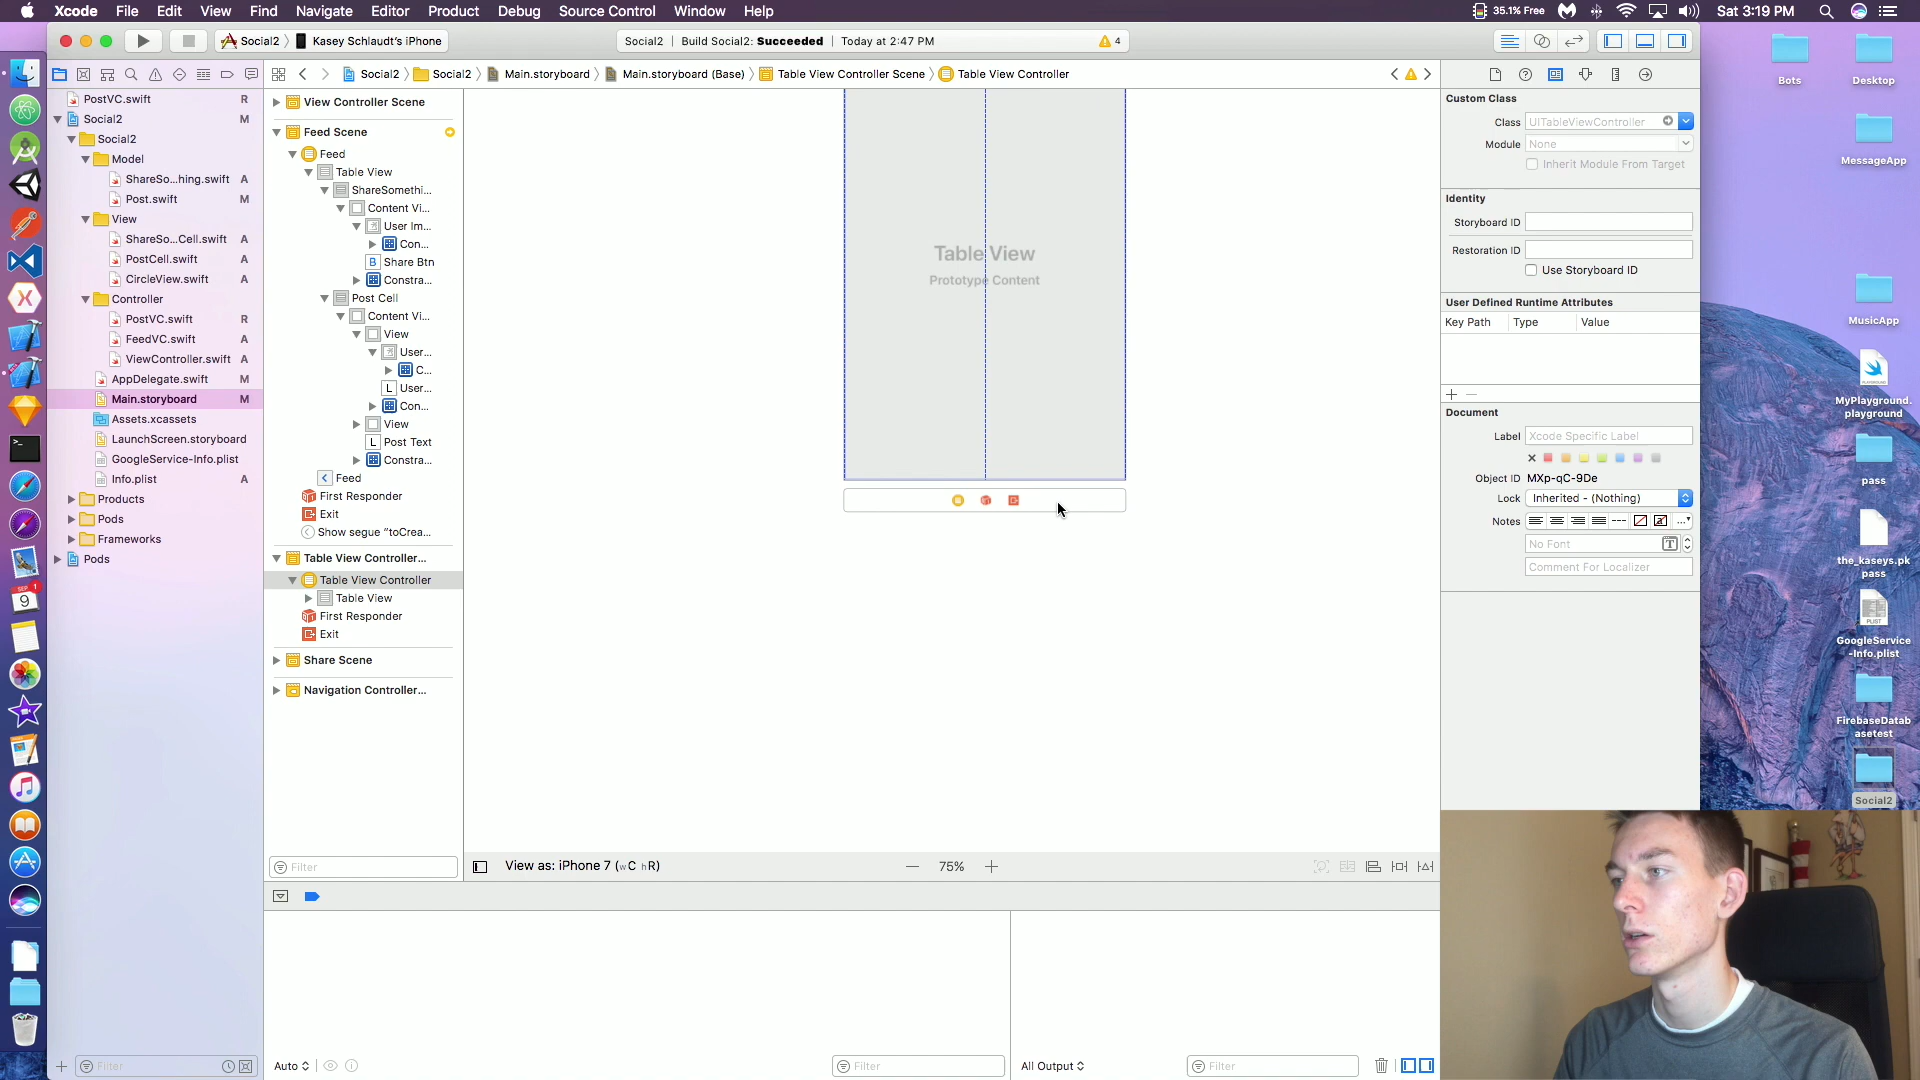 Xcode File Edit View Find Navigate Editor Product Debug Source Control Window Help
35.1% Free Sat 3:19 PM
Social2 Kasey Schlaudt's iPhone
Social2 Build Social2: Succeeded Today at 2:47 PM 4
Social2 Social2 Main.storyboard Main.storyboard (Base) Table View Controller Scene Table View Controller
PostVC.swift R
Social2 M
Social2
Model
ShareSo...hing.swift A
Post.swift M
View
ShareSo...Cell.swift A
PostCell.swift A
CircleView.swift A
Controller
PostVC.swift R
FeedVC.swift A
ViewController.swift A
AppDelegate.swift M
Main.storyboard M
Assets.xcassets
LaunchScreen.storyboard
GoogleService-Info.plist
Info.plist A
Products
Pods
Frameworks
Pods
Filter
View Controller Scene
Feed Scene
Feed
Table View
ShareSomethi...
Content Vi...
User Im...
Con...
B Share Btn
Constra...
Post Cell
Content Vi...
View
User...
C...
L User...
Con...
View
L Post Text
Constra...
Feed
First Responder
Exit
Show segue "toCrea...
Table View Controller...
Table View Controller
Table View
First Responder
Exit
Share Scene
Navigation Controller...
Filter
Table View
Prototype Content
View as: iPhone 7 (wC hR)
75%
Auto
Filter
All Output
Filter
Custom Class
Class UITableViewController
Module None
Inherit Module From Target
Identity
Storyboard ID
Restoration ID
Use Storyboard ID
User Defined Runtime Attributes
Key Path Type Value
Document
Label Xcode Specific Label
Object ID MXp-qC-9De
Lock Inherited - (Nothing)
Notes
No Font T
Comment For Localizer
Bots
Desktop
MessageApp
MusicApp
PLAYGROUND
MyPlayground.
playground
pass
the_kaseys.pk
pass
PLIST
GoogleService
-Info.plist
FirebaseDatab
asetest
Social2
SEP
9
1